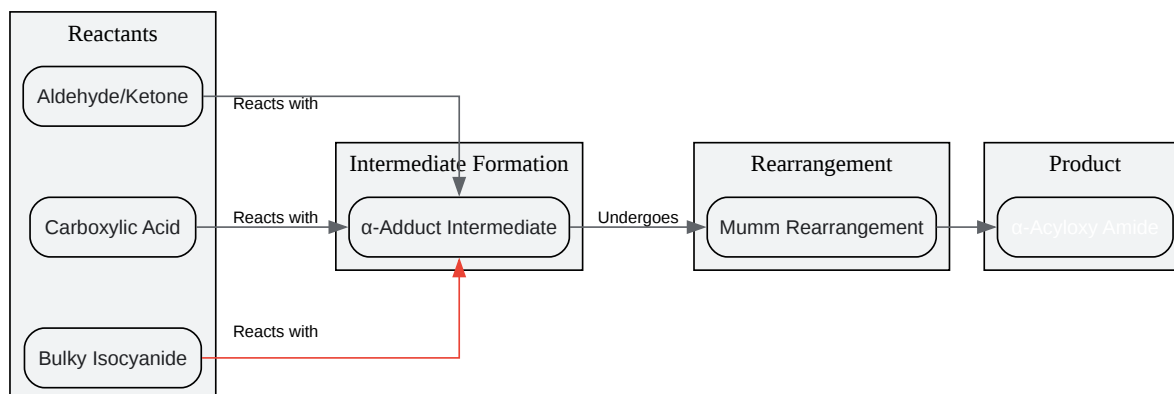 Reactants
Aldehyde/Ketone
Reacts with
Intermediate Formation
Rearrangement
Product
Carboxylic Acid
Reacts with
α-Adduct Intermediate
Undergoes
Mumm Rearrangement
α-Acyloxy Amide
Reacts with
Bulky Isocyanide